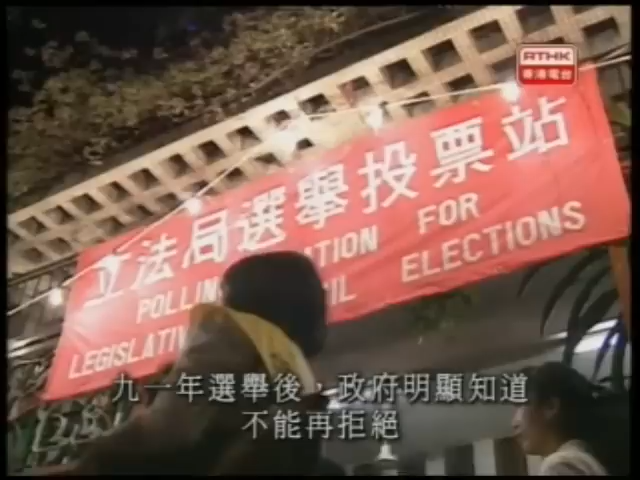 RTHK
香港電台
立法局選舉投票站
POLLIN ATION FOR
LEGISLATIV IL ELECTIONS
九一年選舉後，政府明顯知道
不能再拒絕